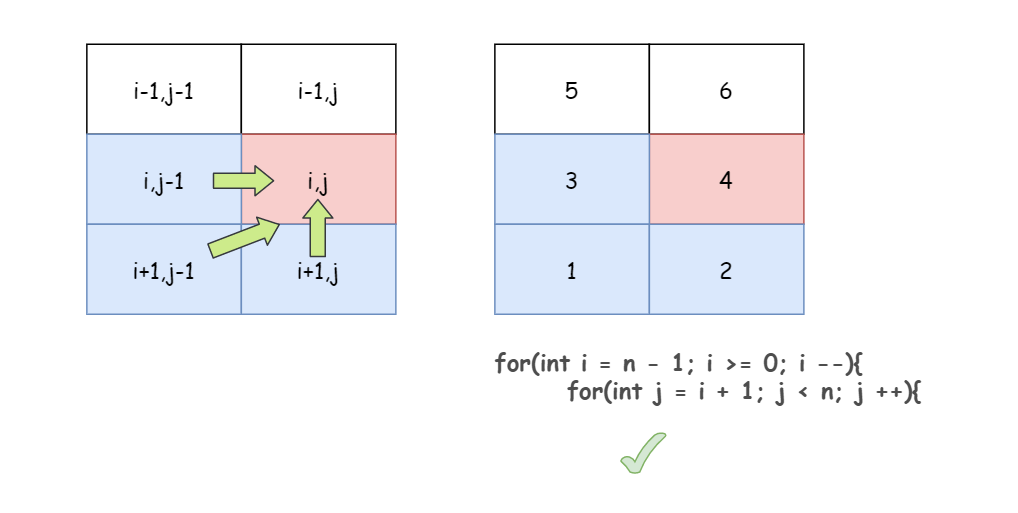 i-1,j-1 i-1,j
i,j-1 i,j
i+1,j-1 i+1,j
5 6
3 4
1 2
for(int i = n - 1; i >= 0; i --){
for(int j = i + 1; j < n; j ++){